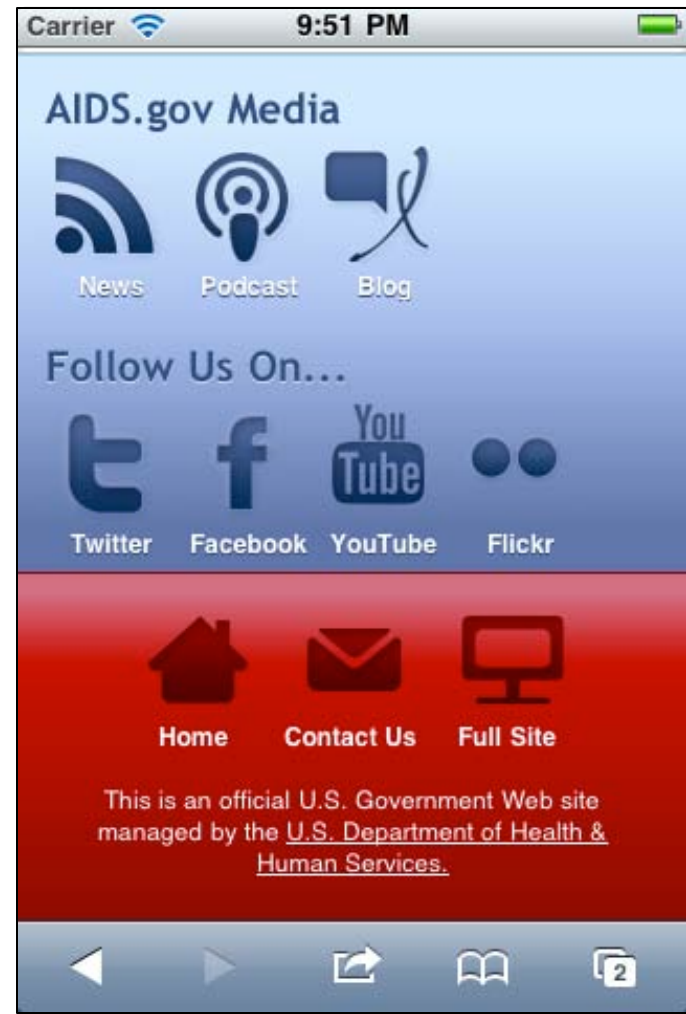 Carrier 9:51 PM
AIDS.gov Media
News Podcast Blog
Follow Us On...
You
Tube
Twitter Facebook YouTube Flickr
Home Contact Us Full Site
This is an official U.S. Government Web site
managed by the U.S. Department of Health &
Human Services.
2